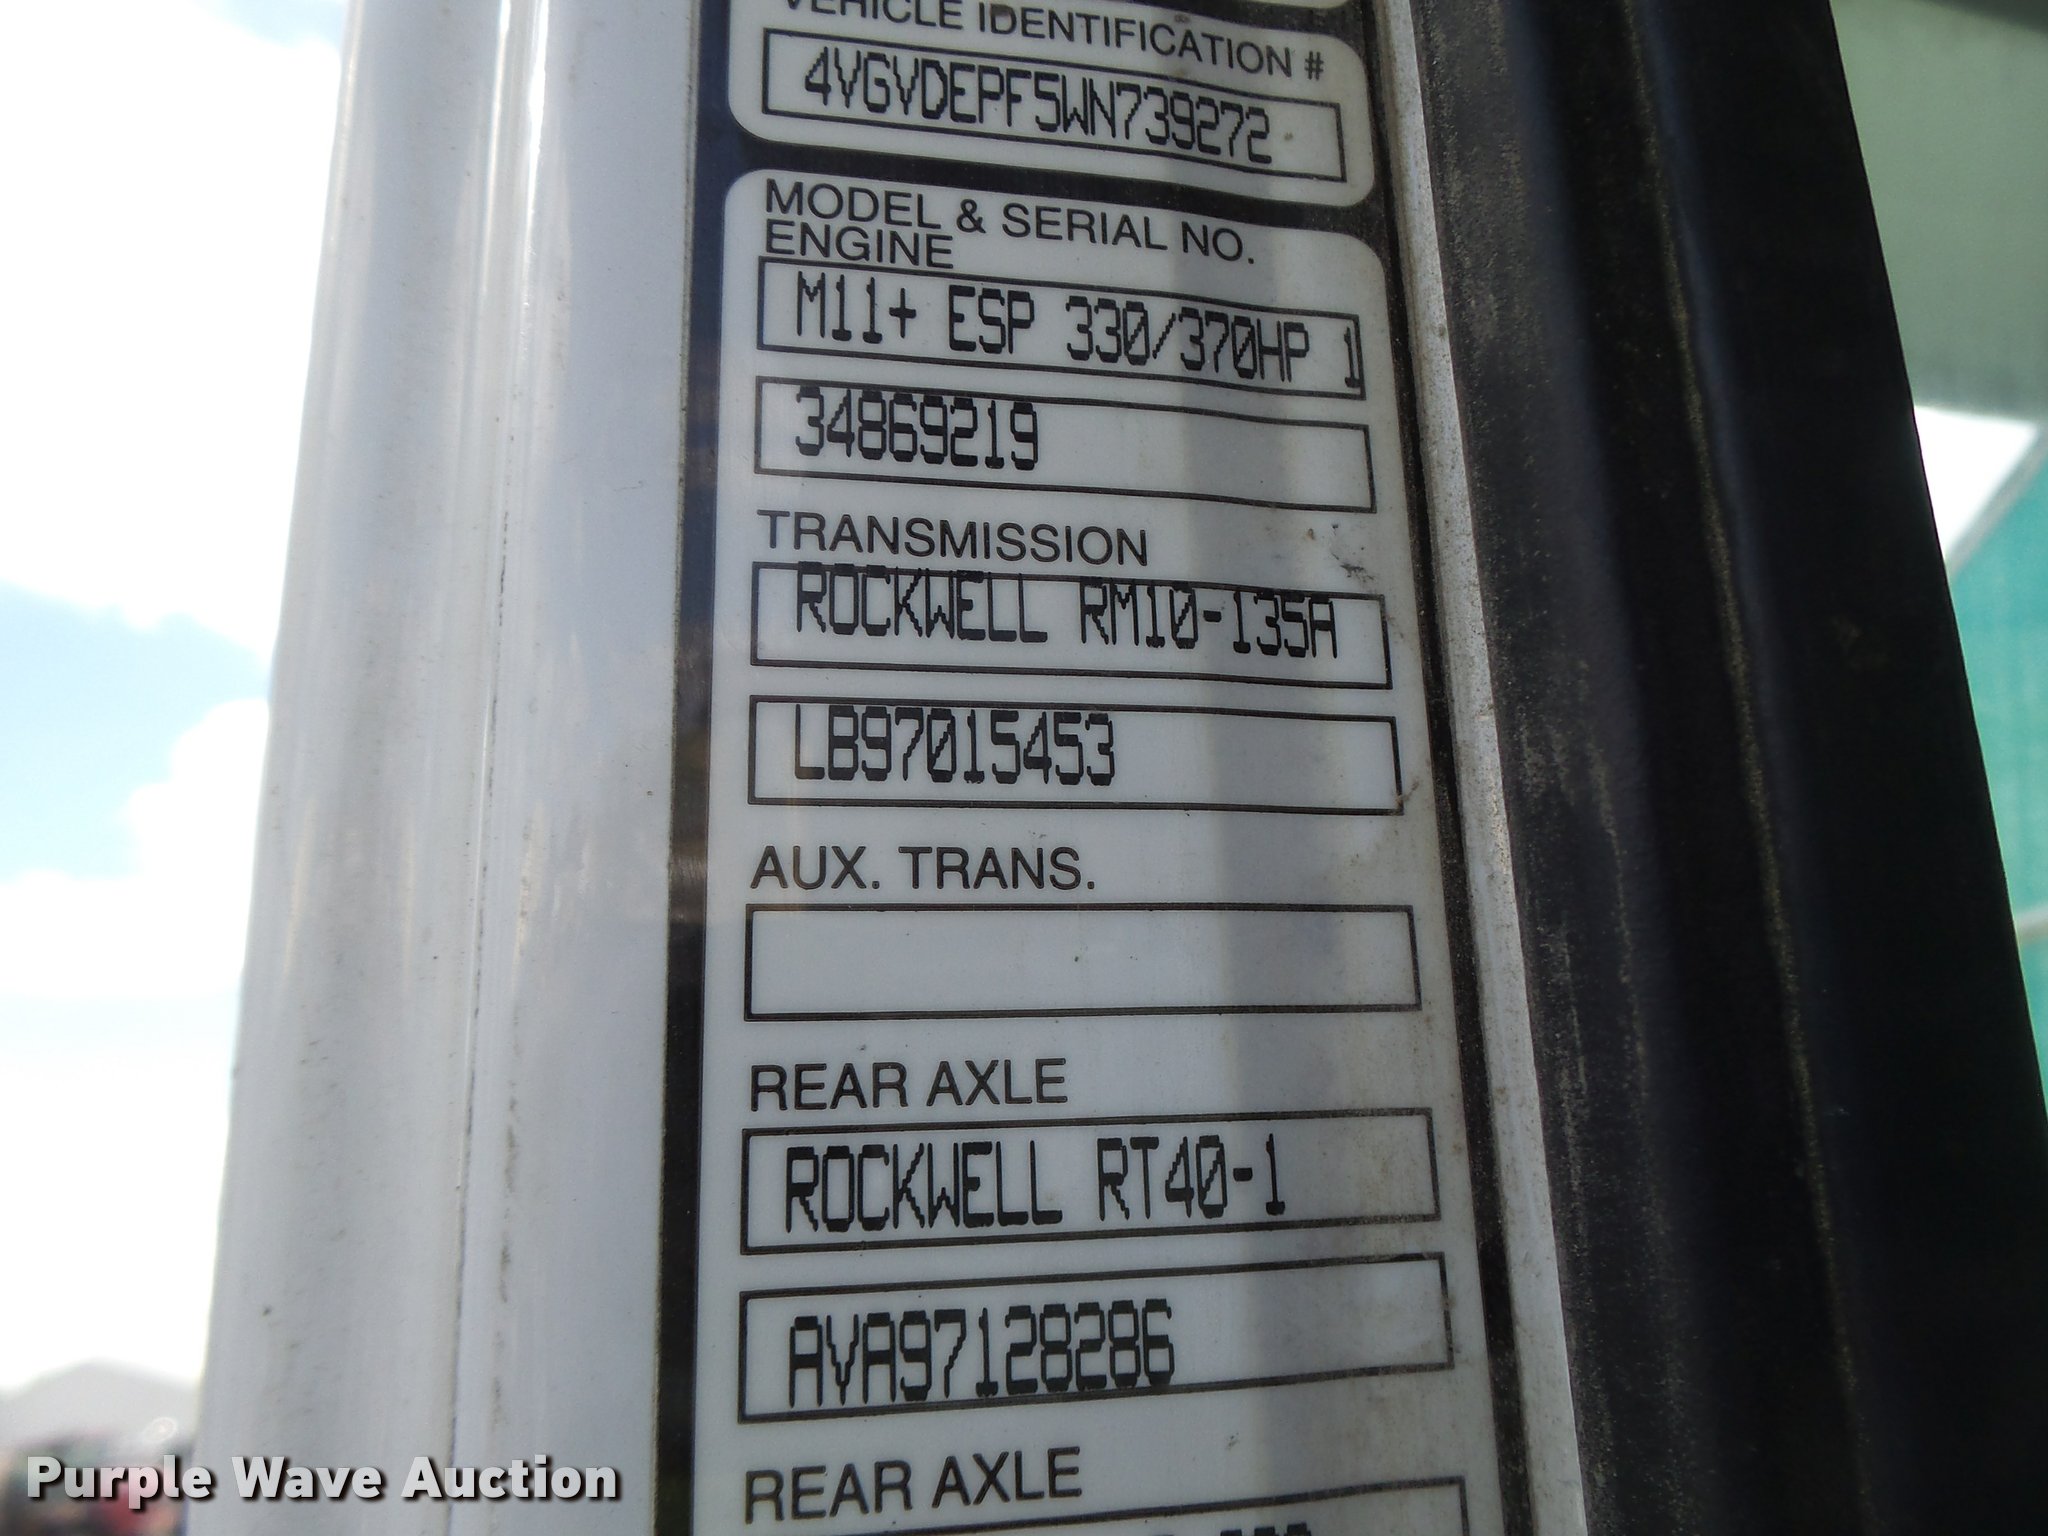 VEHICLE IDENTIFICATION #
4VGVDEPF5WN739272
MODEL & SERIAL NO.
ENGINE
M11+ ESP 330/370HP 1
34869219
TRANSMISSION
ROCKWELL RM10-135A
LB97015453
AUX. TRANS.
REAR AXLE
ROCKWELL RT40-1
AVA97128286
REAR AXLE
Purple Wave Auction